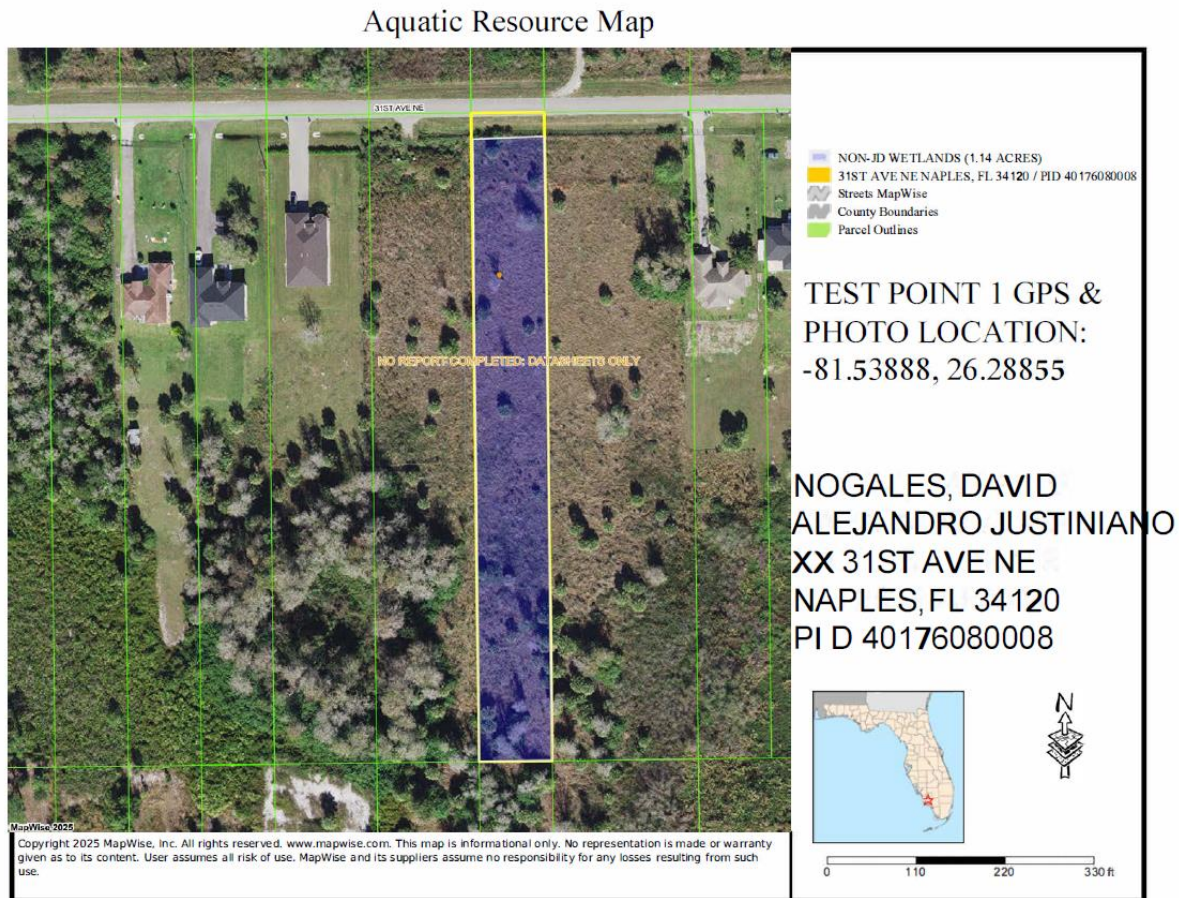 Aquatic Resource Map
31ST AVE NE
NO REPORT COMPLETED: DATASHEETS ONLY
MapWise 2025
Copyright 2025 MapWise, Inc. All rights reserved. www.mapwise.com. This map is informational only. No representation is made or warranty
given as to its content. User assumes all risk of use. MapWise and its suppliers assume no responsibility for any losses resulting from such
use.
NON-JD WETLANDS (1.14 ACRES)
31ST AVE NE NAPLES, FL 34120 / PID 40176080008
Streets MapWise
County Boundaries
Parcel Outlines
TEST POINT 1 GPS &
PHOTO LOCATION:
-81.53888, 26.28855
NOGALES, DAVID
ALEJANDRO JUSTINIANO
XX 31ST AVE NE
NAPLES, FL 34120
PI D 40176080008
N
0 110 220 330 ft